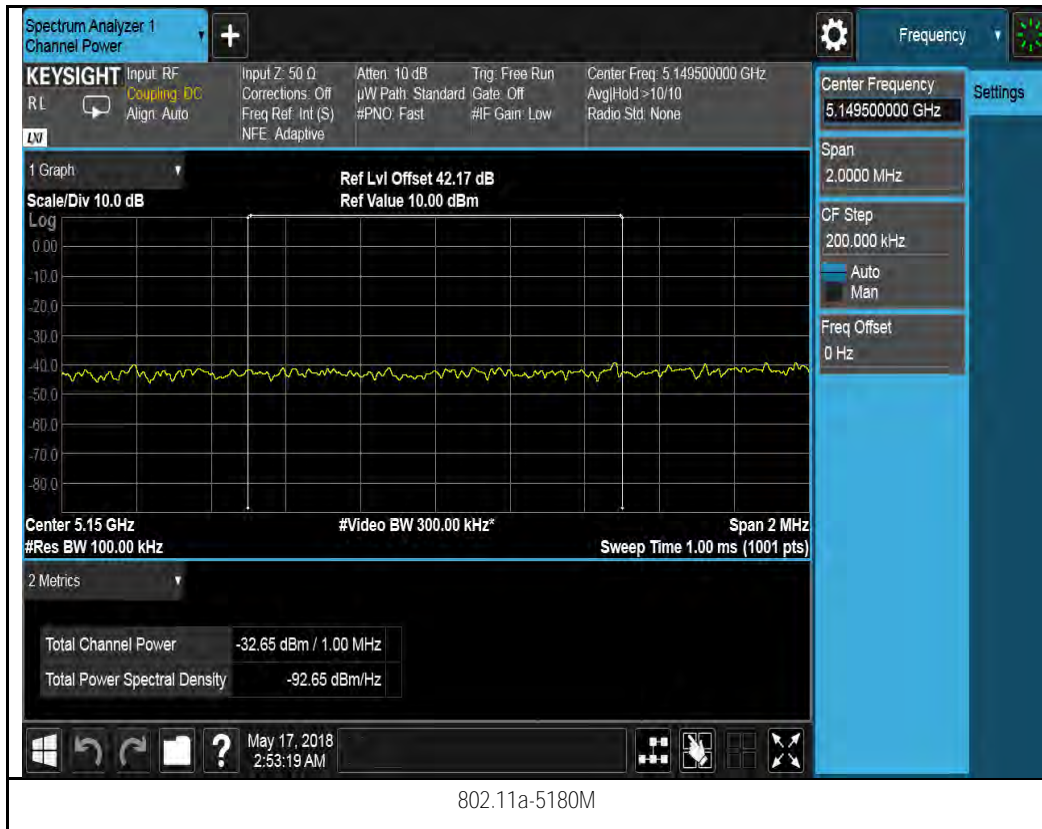 Spectrum Analyzer 1
Channel Power
+
Frequency
KEYSIGHT
RL
LXI
Input: RF
Coupling: DC
Align: Auto
Input Z: 50 Ω
Corrections: Off
Freq Ref: Int (S)
NFE: Adaptive
Atten: 10 dB
µW Path: Standard
#PNO: Fast
Trig: Free Run
Gate: Off
#IF Gain: Low
Center Freq: 5.149500000 GHz
Avg|Hold >10/10
Radio Std: None
Center Frequency
5.149500000 GHz
Settings
Span
2.0000 MHz
CF Step
200.000 kHz
Auto
Man
Freq Offset
0 Hz
1 Graph
Scale/Div 10.0 dB
Ref Lvl Offset 42.17 dB
Ref Value 10.00 dBm
Log
0.00
-10.0
-20.0
-30.0
-40.0
-50.0
-60.0
-70.0
-80.0
Center 5.15 GHz
#Res BW 100.00 kHz
#Video BW 300.00 kHz*
Span 2 MHz
Sweep Time 1.00 ms (1001 pts)
2 Metrics
Total Channel Power -32.65 dBm / 1.00 MHz
Total Power Spectral Density -92.65 dBm/Hz
?
May 17, 2018
2:53:19 AM
802.11a-5180M